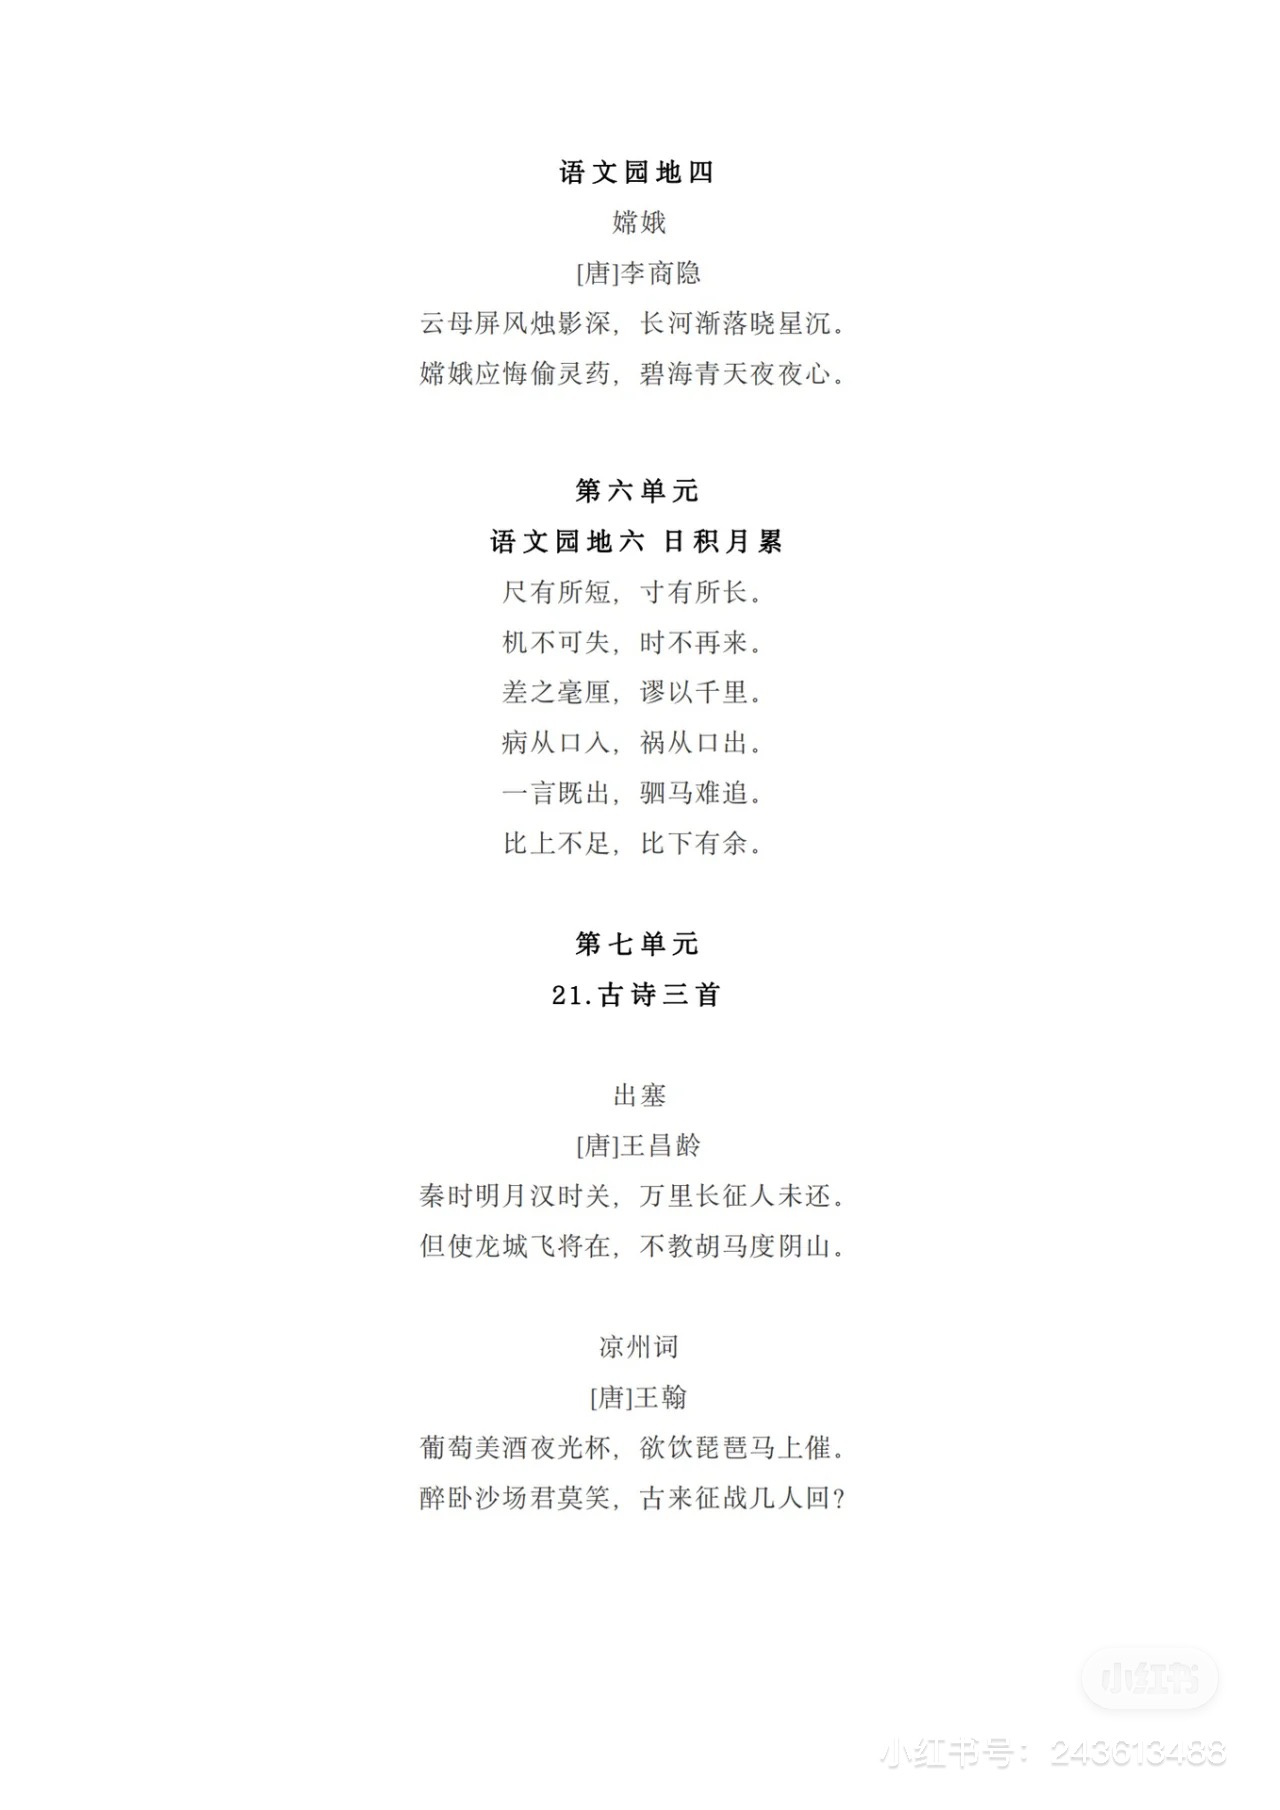 语文园地四
嫦娥
[唐]李商隐
云母屏风烛影深，长河渐落晓星沉。
嫦娥应悔偷灵药，碧海青天夜夜心。
第六单元
语文园地六 日积月累
尺有所短，寸有所长。
机不可失，时不再来。
差之毫厘，谬以千里。
病从口入，祸从口出。
一言既出，驷马难追。
比上不足，比下有余。
第七单元
21.古诗三首
出塞
[唐]王昌龄
秦时明月汉时关，万里长征人未还。
但使龙城飞将在，不教胡马度阴山。
凉州词
[唐]王翰
葡萄美酒夜光杯，欲饮琵琶马上催。
醉卧沙场君莫笑，古来征战几人回？
小红书
小红书号：243613488